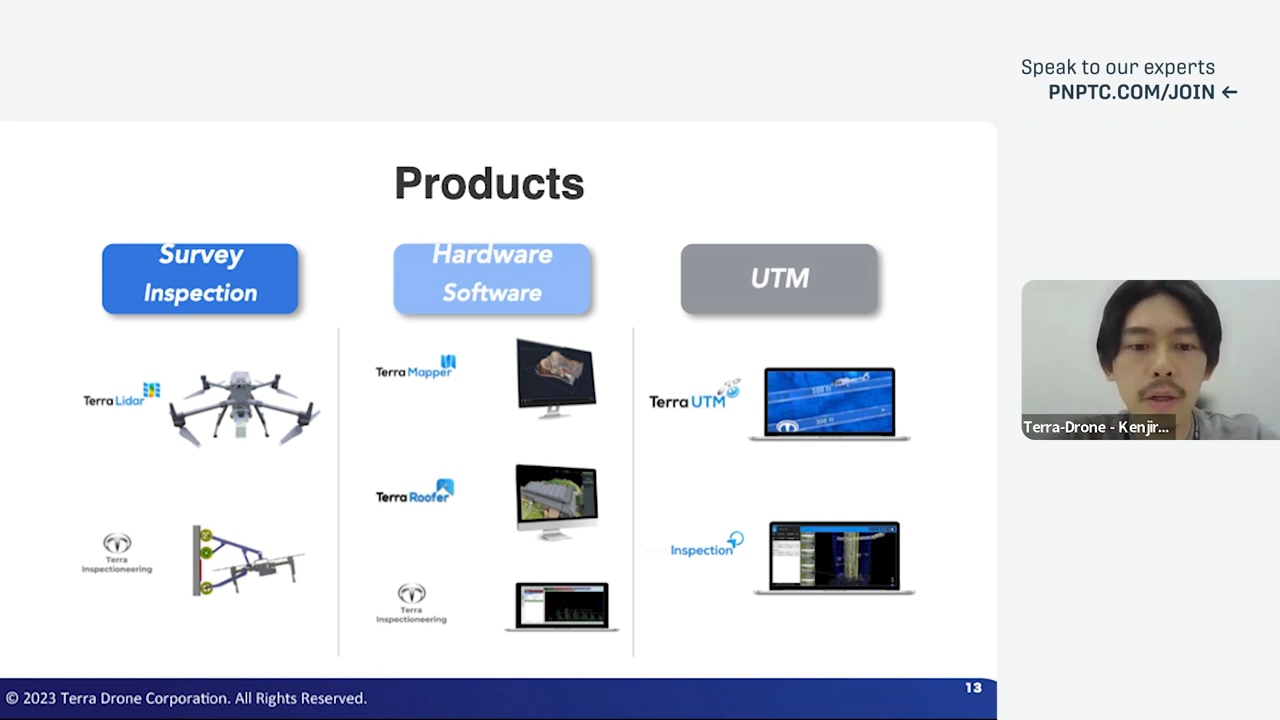 Speak to our experts
PNPTC.COM/JOIN ←
Products
Survey
Inspection
Hardware
Software
UTM
Terra Lidar
Terra
Inspectioneering
Terra Mapper
Terra Roofer
Terra
Inspectioneering
Terra UTM
Inspection
Terra-Drone - Kenjir...
© 2023 Terra Drone Corporation. All Rights Reserved.
13